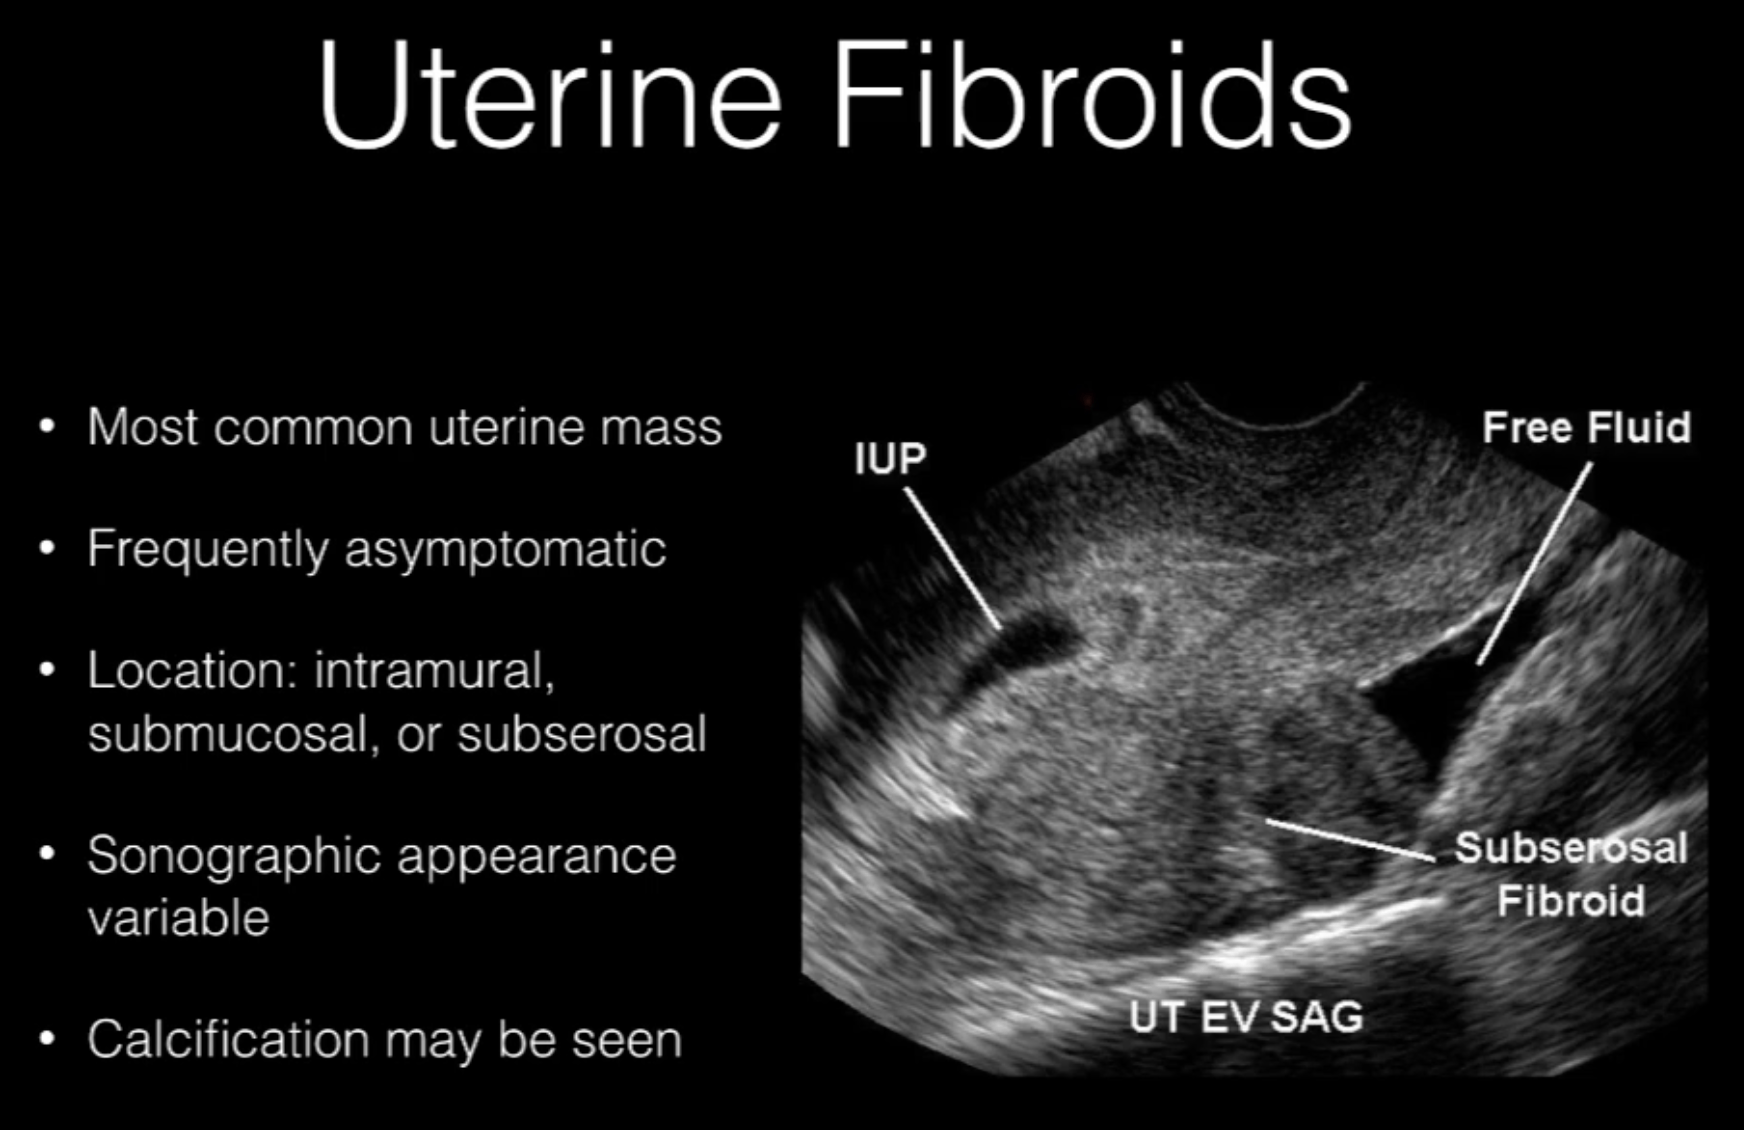 Uterine Fibroids
• Most common uterine mass
• Frequently asymptomatic
• Location: intramural,
submucosal, or subserosal
• Sonographic appearance
variable
• Calcification may be seen
IUP
Free Fluid
Subserosal
Fibroid
UT EV SAG